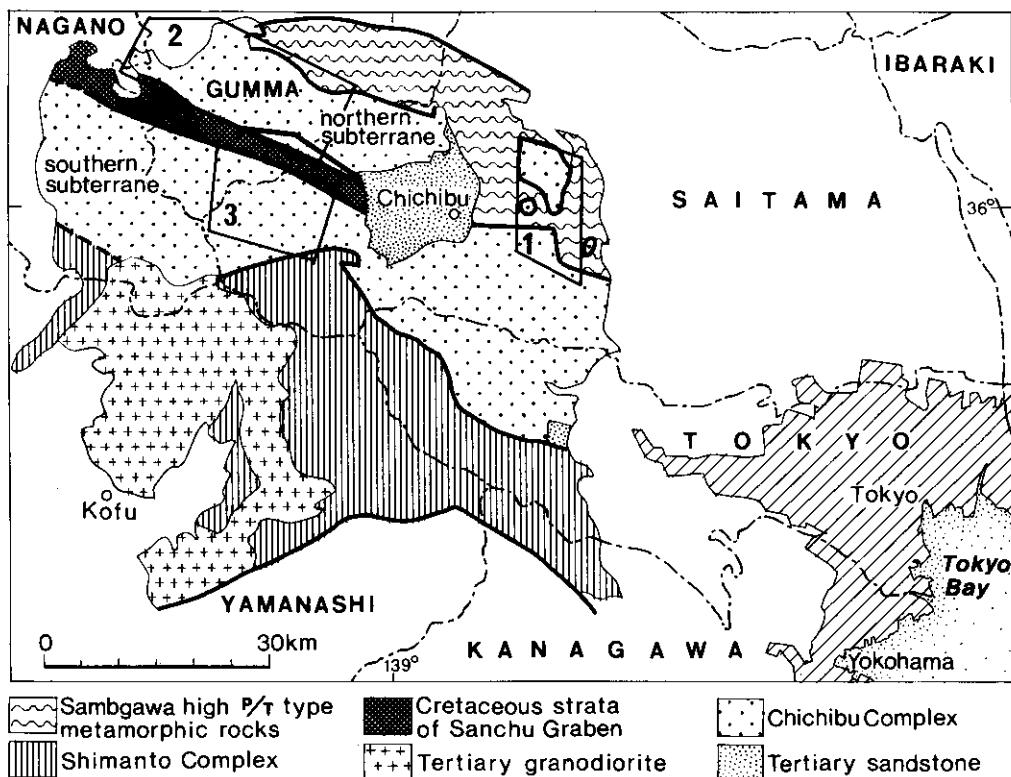 NAGANO
2
GUMMA
IBARAKI
northern
subterrane
southern
subterrane
Chichibu
SAITAMA
36°
3
1
TOKYO
Tokyo
Kofu
Tokyo
Bay
YAMANASHI
0 30km
139°
KANAGAWA
Yokohama
Sambgawa high P/T type
metamorphic rocks
Cretaceous strata
of Sanchu Graben
Chichibu Complex
Shimanto Complex
Tertiary granodiorite
Tertiary sandstone